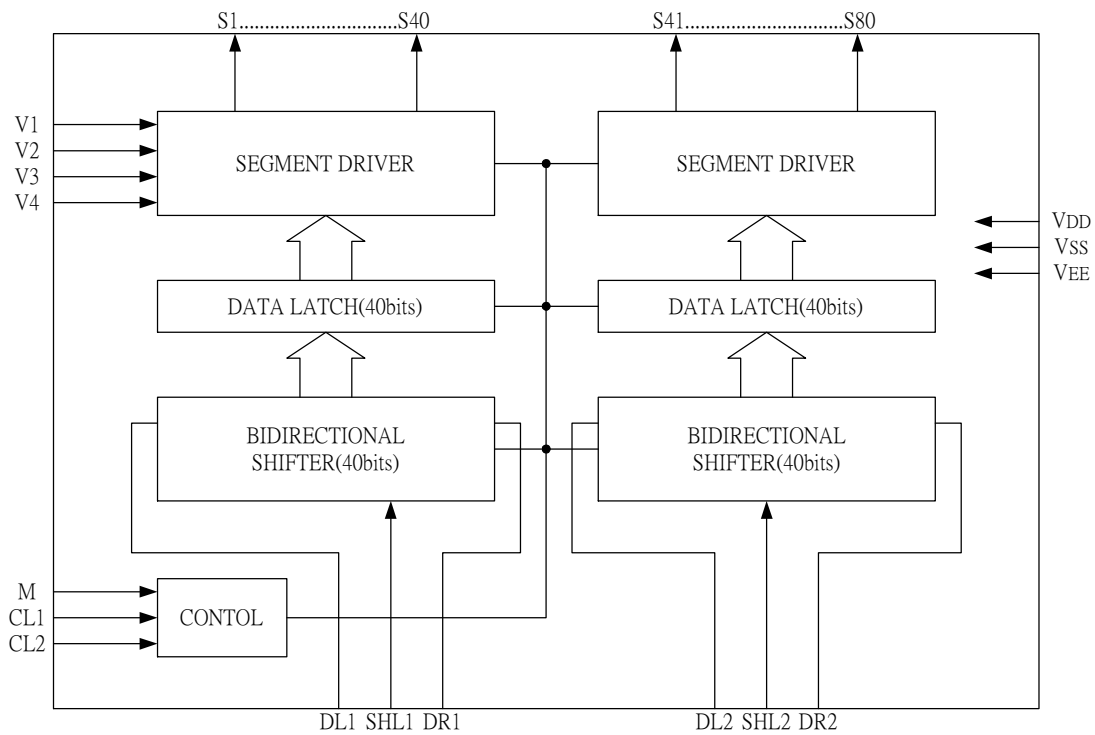 S1..............................S40
S41..............................S80
V1
V2
V3
V4
SEGMENT DRIVER
SEGMENT DRIVER
VDD
VSS
VEE
DATA LATCH(40bits)
DATA LATCH(40bits)
BIDIRECTIONAL
SHIFTER(40bits)
BIDIRECTIONAL
SHIFTER(40bits)
M
CL1
CL2
CONTOL
DL1 SHL1 DR1
DL2 SHL2 DR2